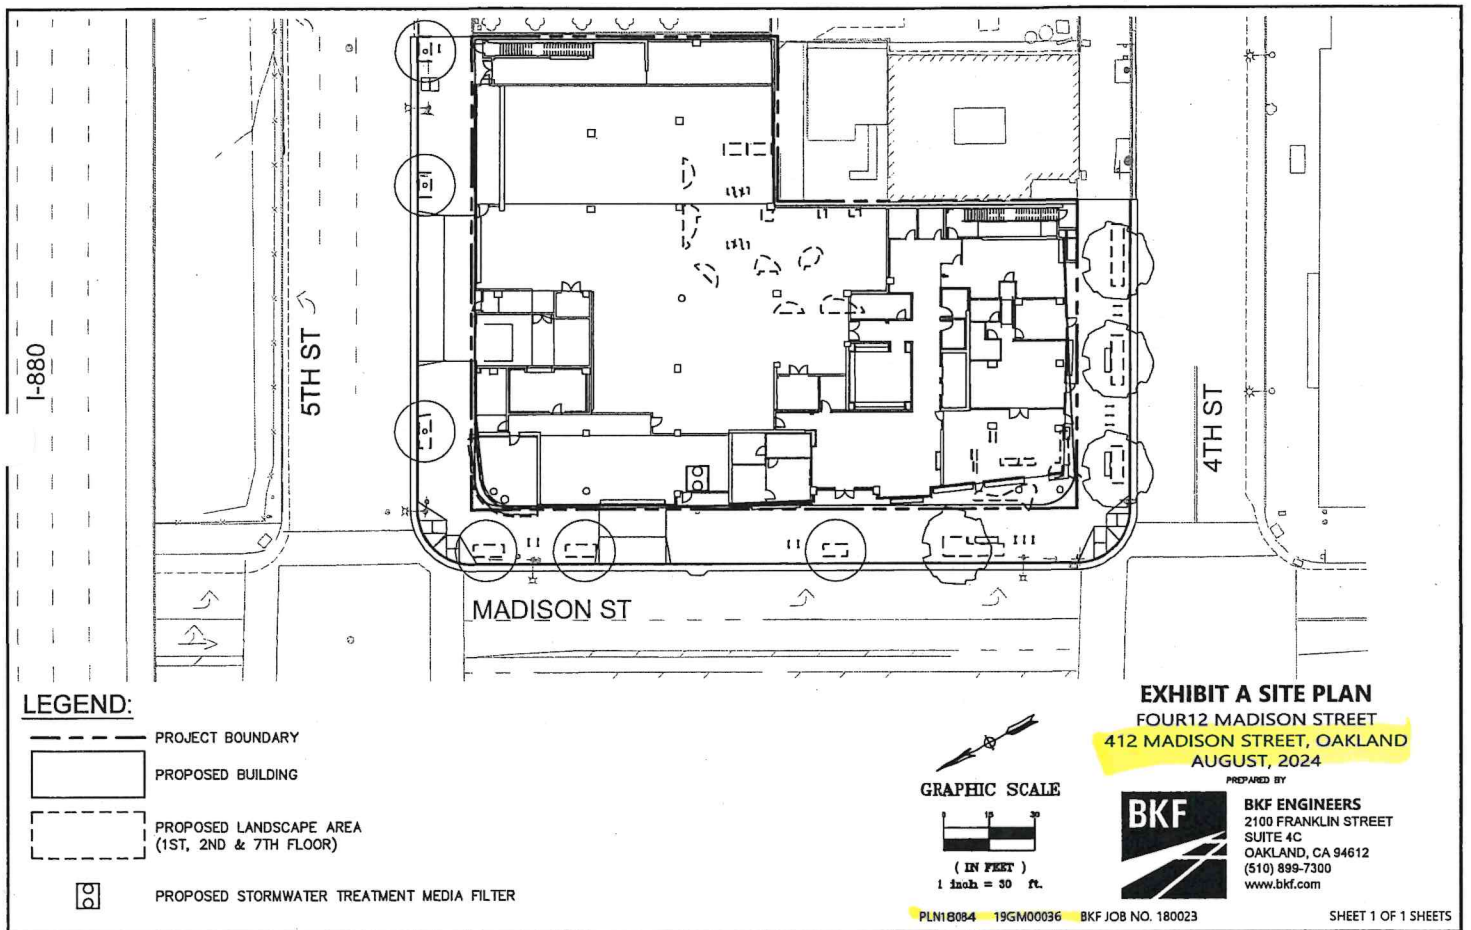 I-880
5TH ST
4TH ST
MADISON ST
LEGEND:
PROJECT BOUNDARY
PROPOSED BUILDING
PROPOSED LANDSCAPE AREA
(1ST, 2ND & 7TH FLOOR)
PROPOSED STORMWATER TREATMENT MEDIA FILTER
GRAPHIC SCALE
0 15 30
( IN FEET )
1 inch = 30 ft.
EXHIBIT A SITE PLAN
FOUR12 MADISON STREET
412 MADISON STREET, OAKLAND
AUGUST, 2024
PREPARED BY
BKF
BKF ENGINEERS
2100 FRANKLIN STREET
SUITE 4C
OAKLAND, CA 94612
(510) 899-7300
www.bkf.com
PLN18084 19GM00036 BKF JOB NO. 180023
SHEET 1 OF 1 SHEETS